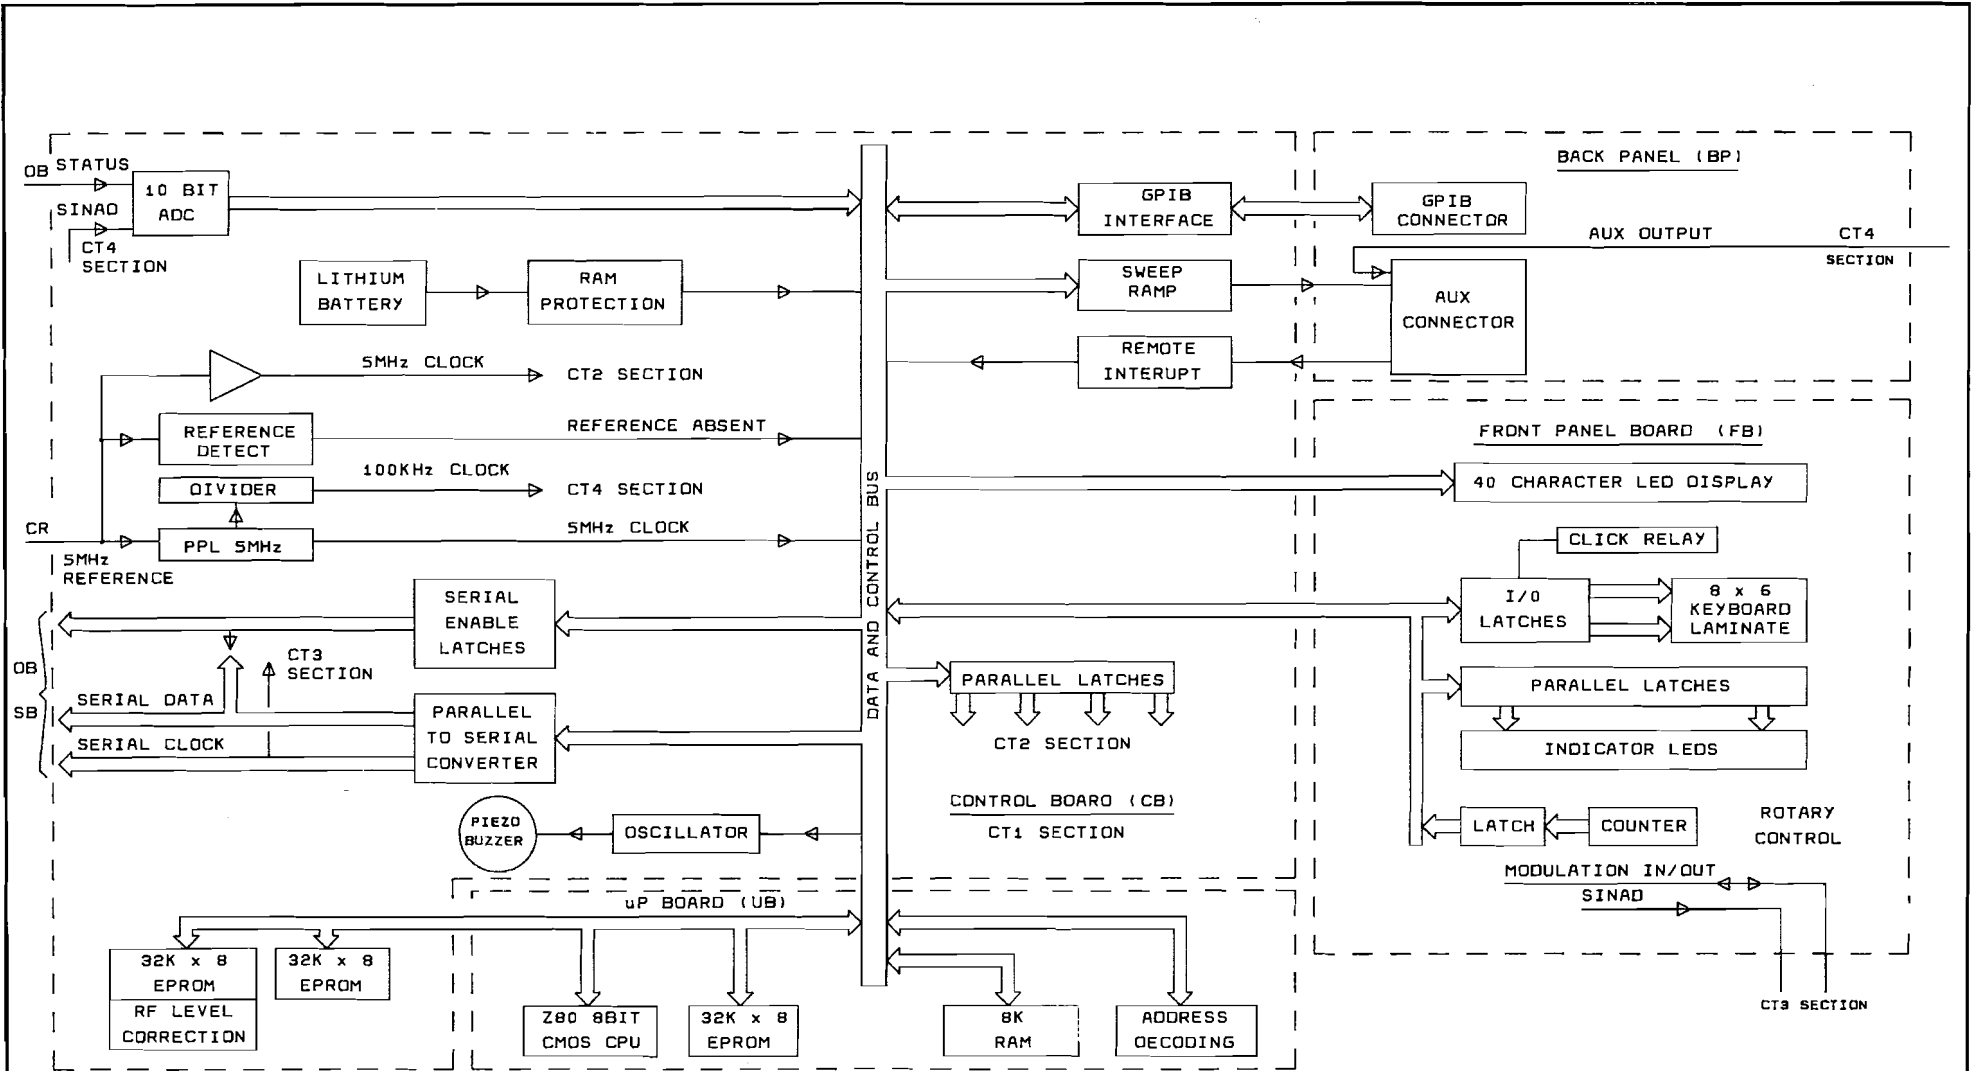 OB STATUS
10 BIT
ADC
SINAD
CT4
SECTION
LITHIUM
BATTERY
RAM
PROTECTION
5MHz CLOCK
CT2 SECTION
REFERENCE
DETECT
REFERENCE ABSENT
100KHz CLOCK
DIVIDER
CT4 SECTION
CR
PPL 5MHz
5MHz CLOCK
5MHz
REFERENCE
SERIAL
ENABLE
LATCHES
CT3
SECTION
OB
SB
SERIAL DATA
SERIAL CLOCK
PARALLEL
TO SERIAL
CONVERTER
PIEZO
BUZZER
OSCILLATOR
DATA AND CONTROL BUS
GPIB
INTERFACE
SWEEP
RAMP
REMOTE
INTERUPT
PARALLEL LATCHES
CT2 SECTION
CONTROL BOARD (CB)
CT1 SECTION
BACK PANEL (BP)
GPIB
CONNECTOR
AUX OUTPUT
CT4
SECTION
AUX
CONNECTOR
FRONT PANEL BOARD (FB)
40 CHARACTER LED DISPLAY
CLICK RELAY
I/O
LATCHES
8 x 6
KEYBOARD
LAMINATE
PARALLEL LATCHES
INDICATOR LEDS
LATCH
COUNTER
ROTARY
CONTROL
MODULATION IN/OUT
SINAD
CT3 SECTION
uP BOARD (UB)
32K x 8
EPROM
RF LEVEL
CORRECTION
32K x 8
EPROM
Z80 8BIT
CMOS CPU
32K x 8
EPROM
8K
RAM
ADDRESS
DECODING